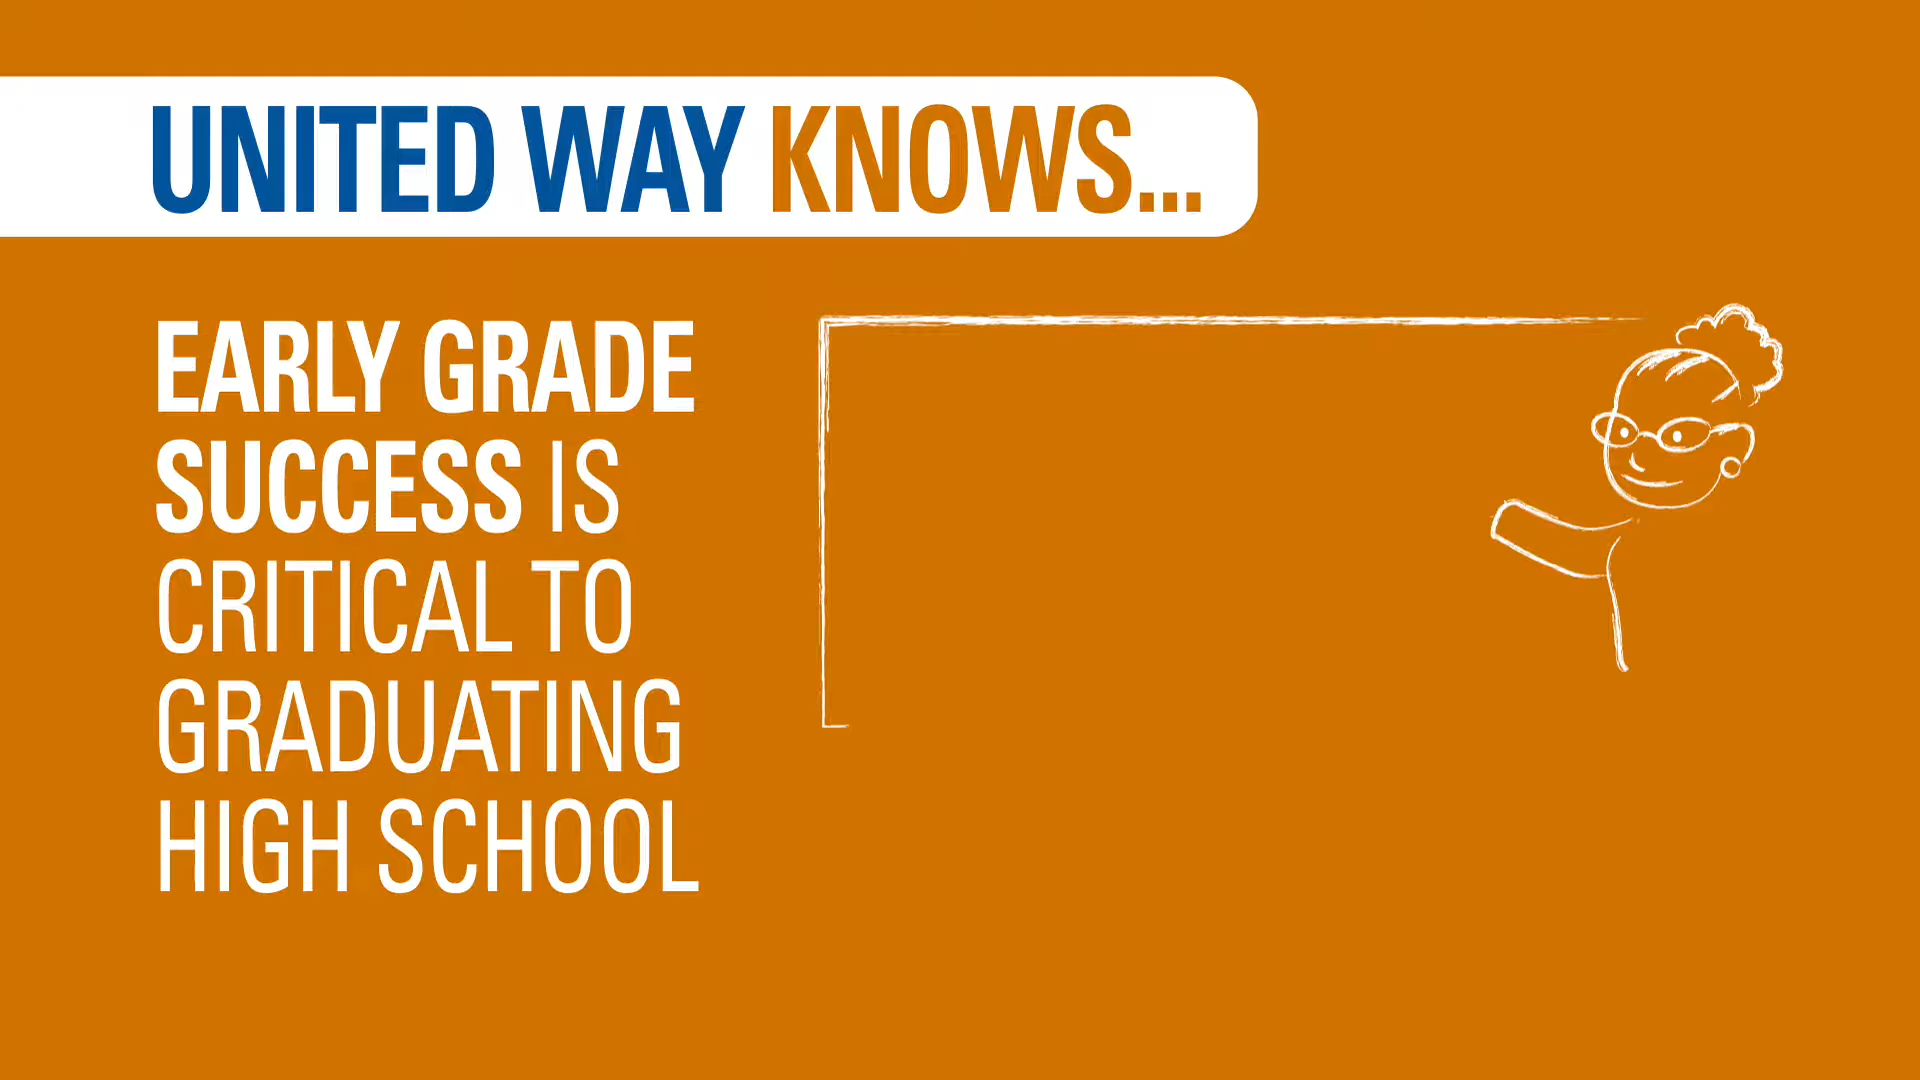 UNITED WAY KNOWS...
EARLY GRADE
SUCCESS IS
CRITICAL TO
GRADUATING
HIGH SCHOOL